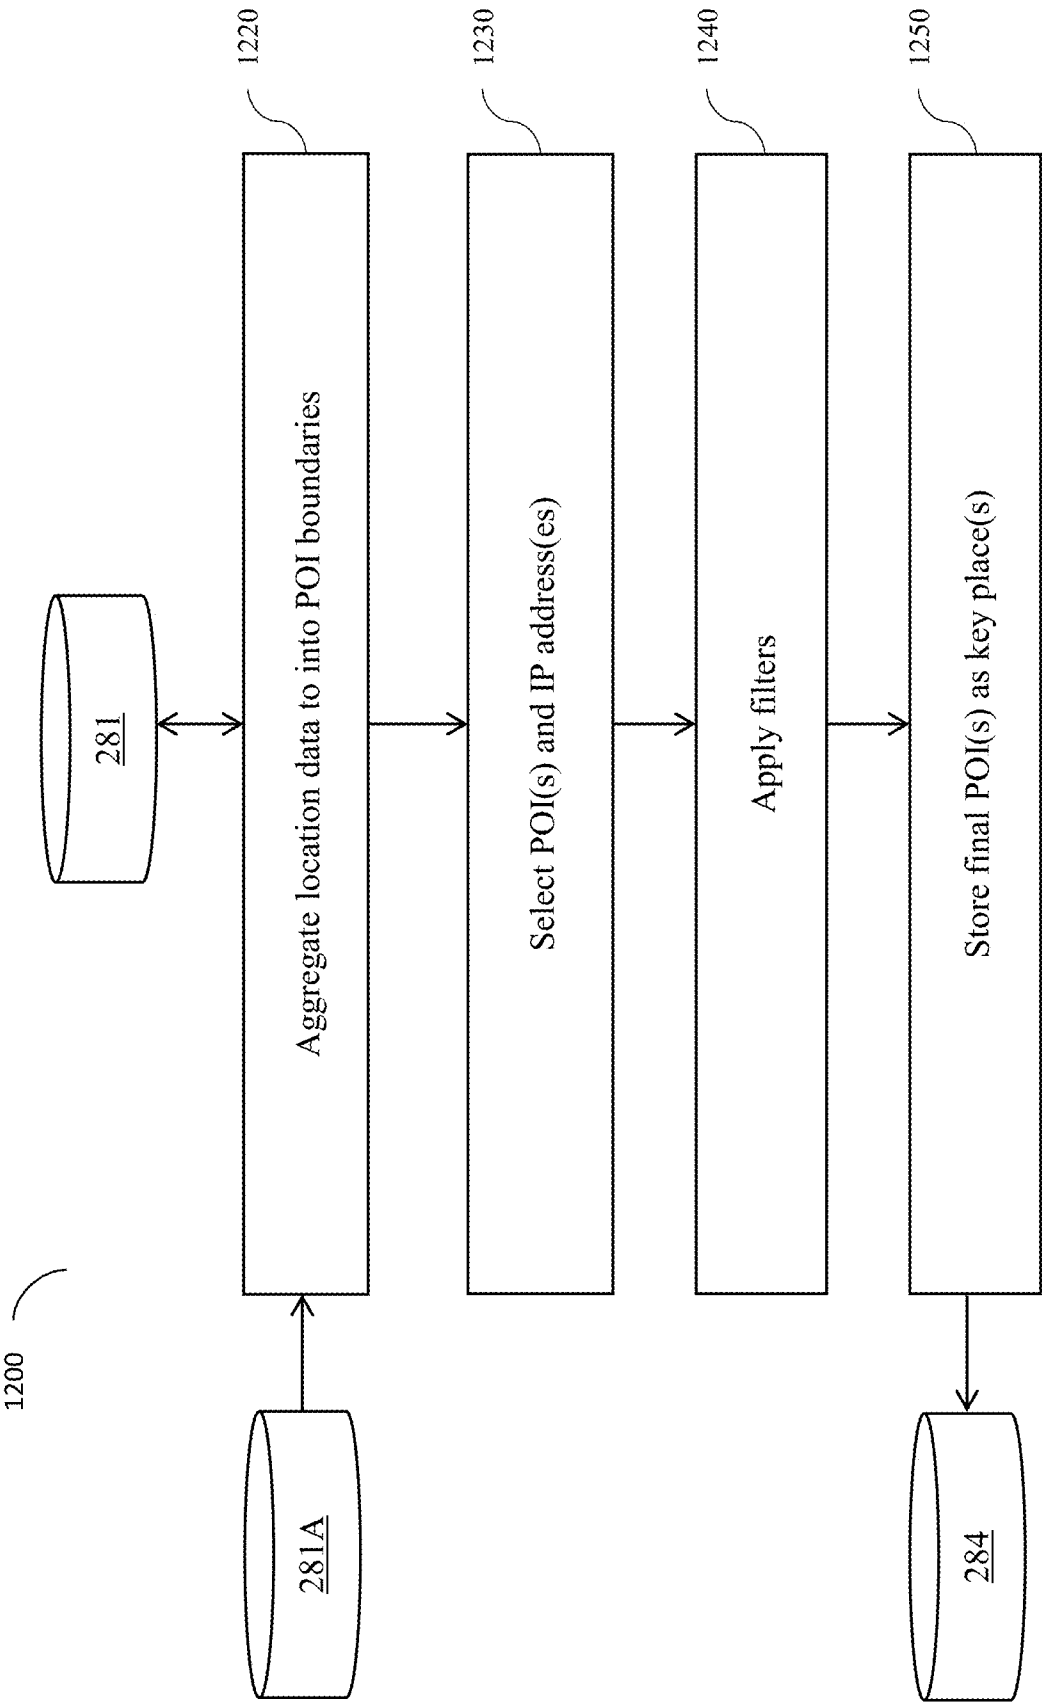 1200
281
281A
Aggregate location data to into POI boundaries
1220
Select POI(s) and IP address(es)
1230
Apply filters
1240
284
Store final POI(s) as key place(s)
1250